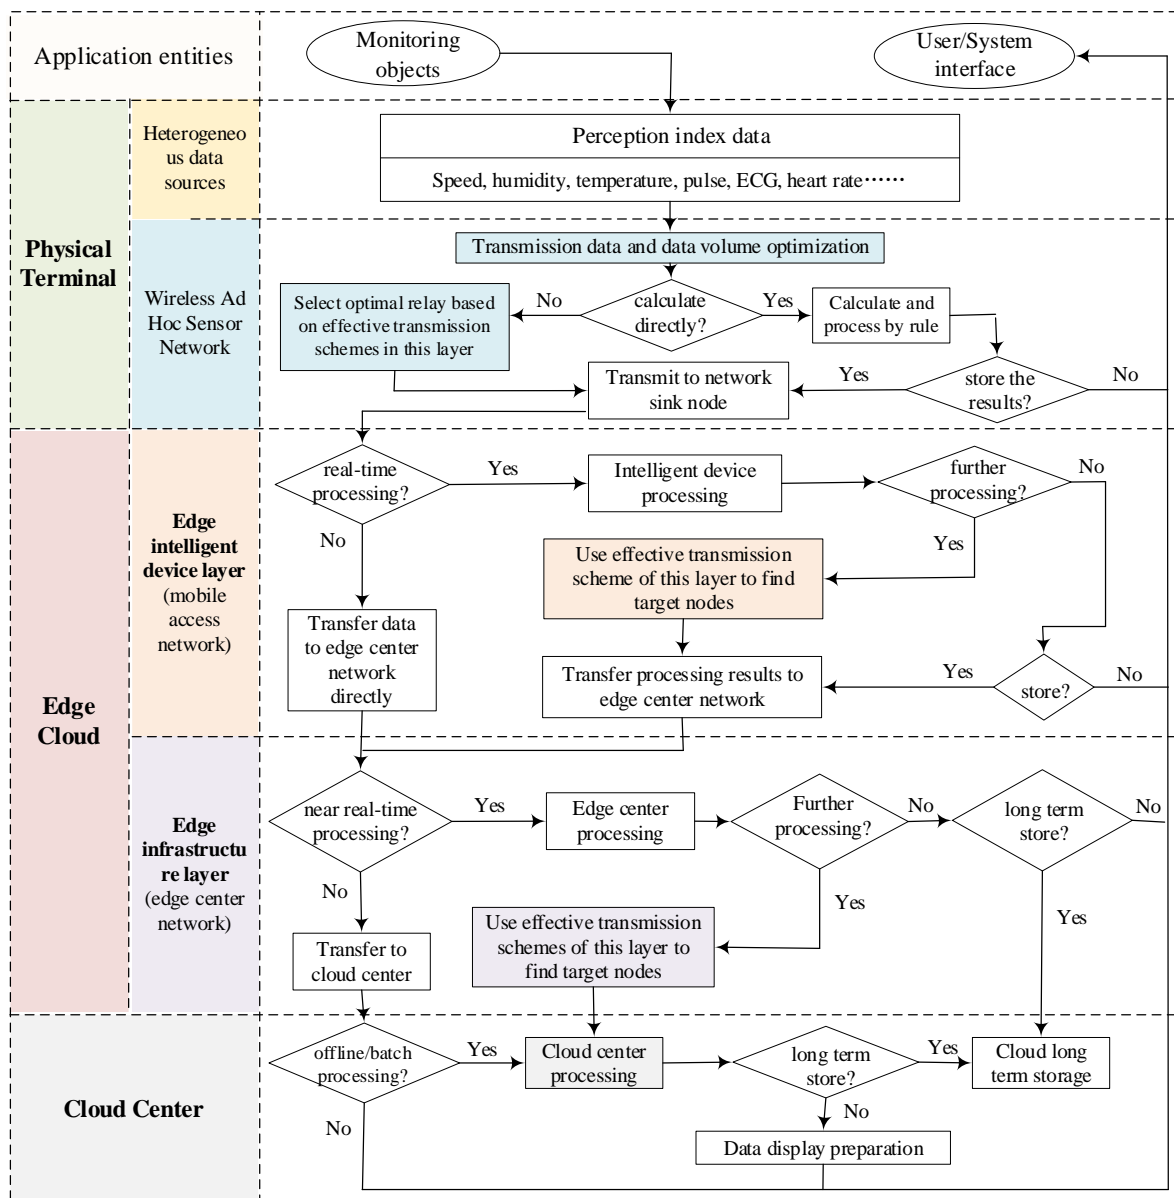 Application entities
Monitoring
objects
User/System
interface
Physical
Terminal
Heterogeneo
us data
sources
Perception index data
Speed, humidity, temperature, pulse, ECG, heart rate⋯⋯
Wireless Ad
Hoc Sensor
Network
Transmission data and data volume optimization
Select optimal relay based
on effective transmission
schemes in this layer
No
calculate
directly?
Yes
Calculate and
process by rule
Transmit to network
sink node
Yes
store the
results?
No
Edge
Cloud
Edge
intelligent
device layer
(mobile
access
network)
real-time
processing?
Yes
Intelligent device
processing
further
processing?
No
No
Yes
Use effective transmission
scheme of this layer to find
target nodes
Transfer data
to edge center
network
directly
Transfer processing results to
edge center network
Yes
store?
No
Edge
infrastructu
re layer
(edge center
network)
near real-time
processing?
Yes
Edge center
processing
Further
processing?
No
long term
store?
No
No
Yes
Yes
Use effective transmission
schemes of this layer to
find target nodes
Transfer to
cloud center
Cloud Center
offline/batch
processing?
Yes
Cloud center
processing
long term
store?
Yes
Cloud long
term storage
No
No
Data display preparation